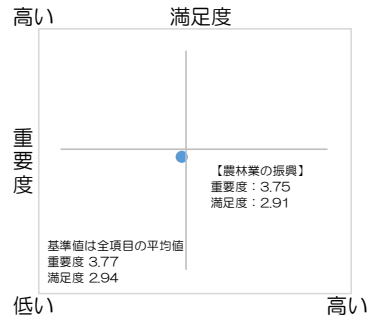 高い
満足度
重要度
【農林業の振興】
重要度：3.75
満足度：2.91
基準値は全項目の平均値
重要度 3.77
満足度 2.94
低い
高い